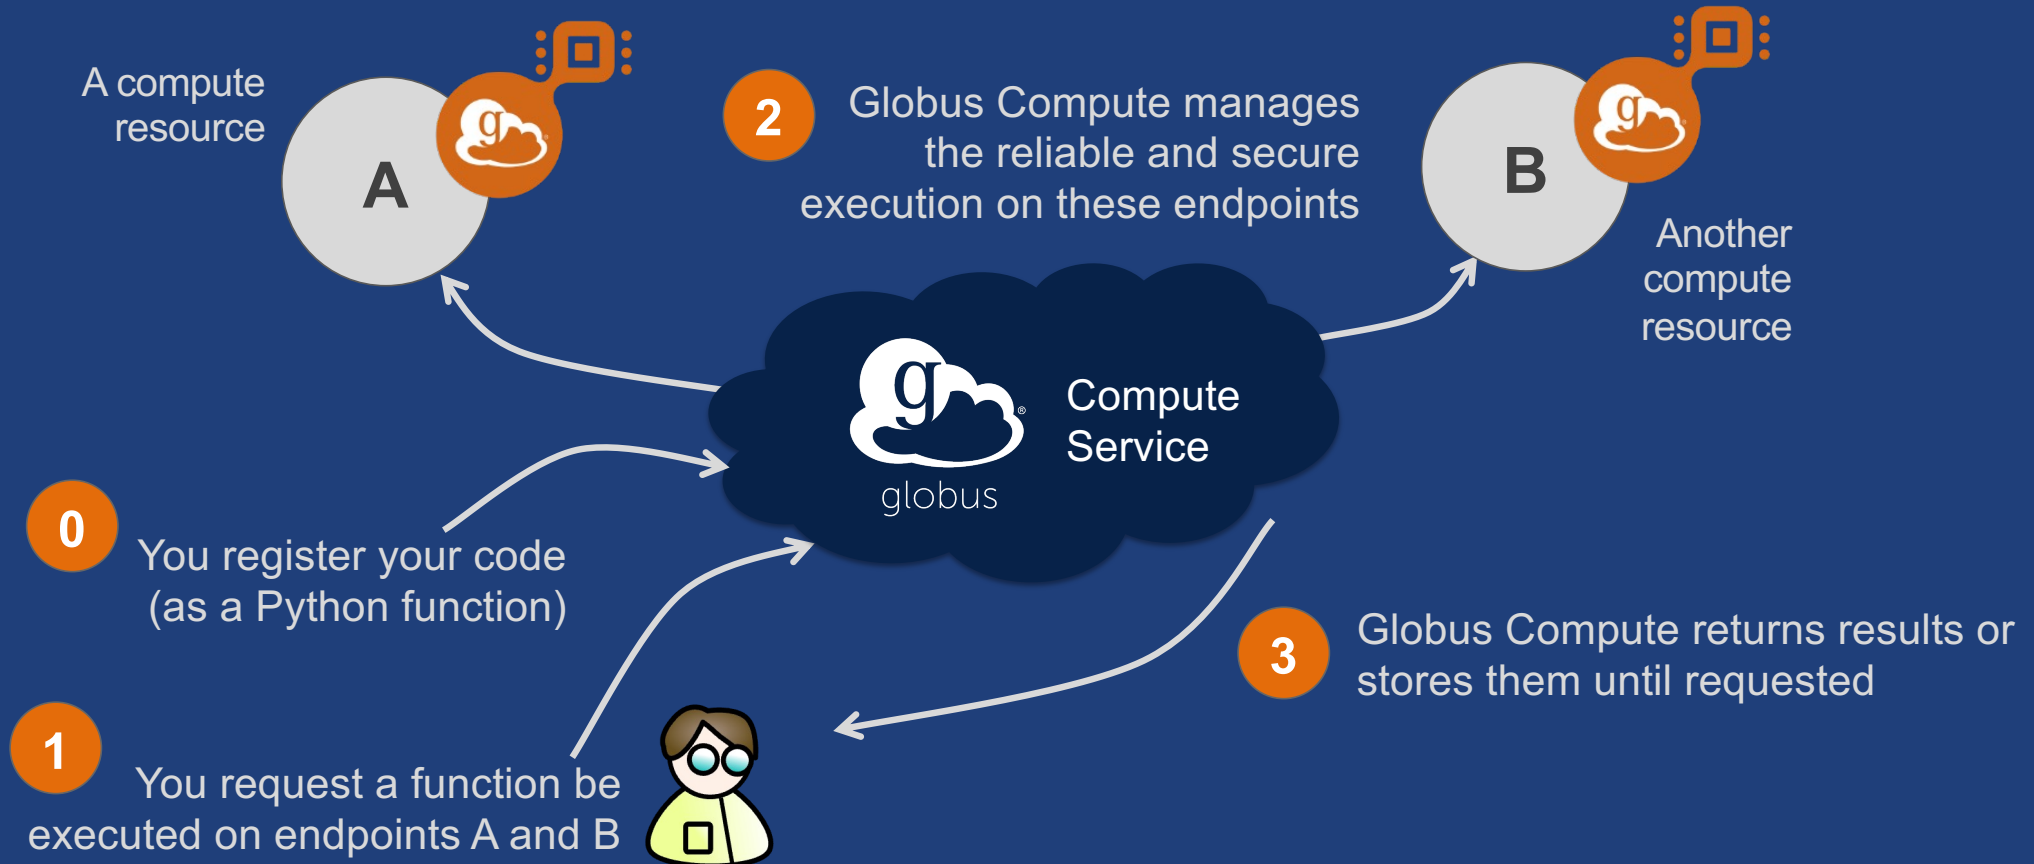 A compute
resource
A
g
2
Globus Compute manages
the reliable and secure
execution on these endpoints
B
g
Another
compute
resource
g
®
globus
Compute
Service
0
You register your code
(as a Python function)
1
You request a function be
executed on endpoints A and B
3
Globus Compute returns results or
stores them until requested